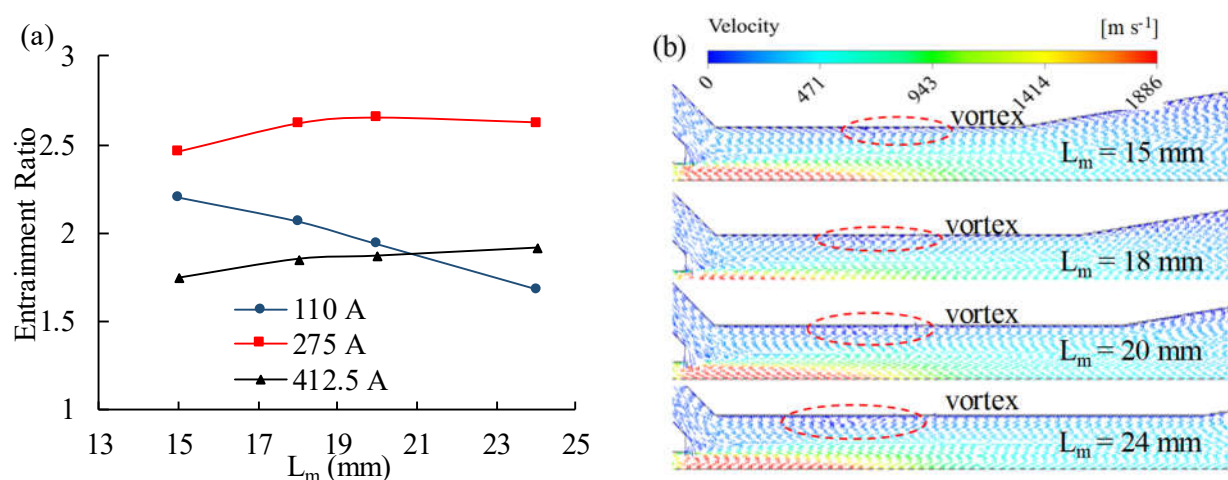 (a)
3
2.5
2
1.5
1
Entrainment Ratio
110 A
275 A
412.5 A
13 15 17 19 21 23 25
Lₘ (mm)
(b)
Velocity [m s⁻¹]
0 471 943 1414 1886
vortex
Lₘ = 15 mm
vortex
Lₘ = 18 mm
vortex
Lₘ = 20 mm
vortex
Lₘ = 24 mm